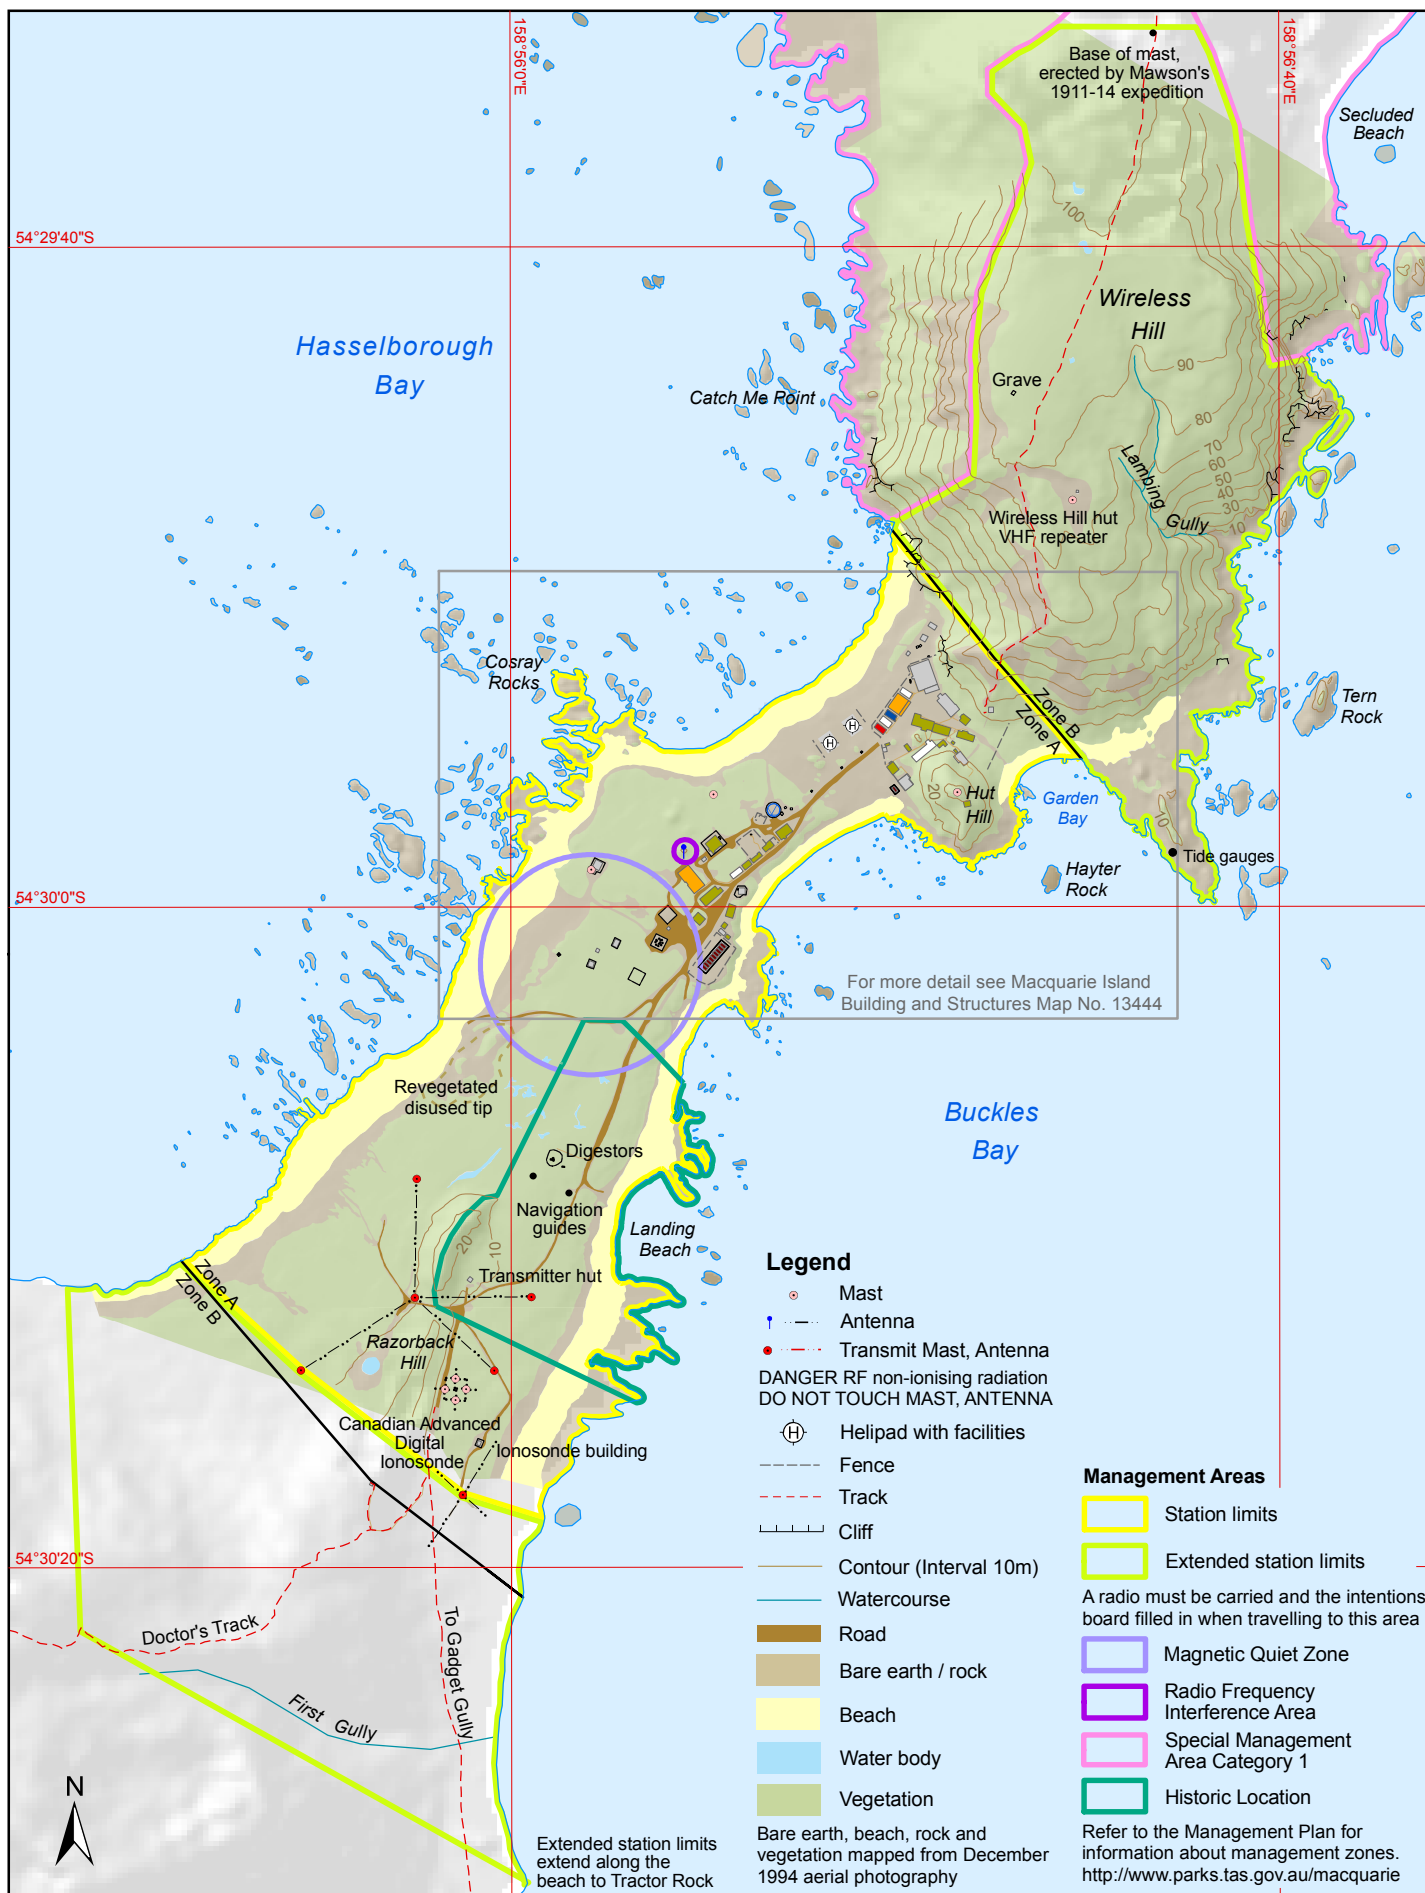 158°56'0"E
158°56'40"E
Base of mast,
erected by Mawson's
1911-14 expedition
Secluded
Beach
100
54°29'40"S
Wireless
Hill
Hasselborough
Bay
90
Grave
Catch Me Point
80
70
60
50
40
30
10
Lambing Gully
Wireless Hill hut
VHF repeater
Cosray
Rocks
Zone B
Zone A
Tern
Rock
20
Hut
Hill
Garden
Bay
10
Tide gauges
Hayter
Rock
54°30'0"S
For more detail see Macquarie Island
Building and Structures Map No. 13444
Revegetated
disused tip
Buckles
Bay
Digestors
Navigation
guides
Landing
Beach
20
10
Transmitter hut
Zone A
Zone B
Razorback
Hill
Canadian Advanced
Digital
Ionosonde
Ionosonde building
54°30'20"S
Doctor's Track
To Gadget Gully
First Gully
N
Extended station limits
extend along the
beach to Tractor Rock
Legend
Mast
Antenna
Transmit Mast, Antenna
DANGER RF non-ionising radiation
DO NOT TOUCH MAST, ANTENNA
H
Helipad with facilities
Fence
Track
Cliff
Contour (Interval 10m)
Watercourse
Road
Bare earth / rock
Beach
Water body
Vegetation
Bare earth, beach, rock and
vegetation mapped from December
1994 aerial photography
Management Areas
Station limits
Extended station limits
A radio must be carried and the intentions
board filled in when travelling to this area
Magnetic Quiet Zone
Radio Frequency
Interference Area
Special Management
Area Category 1
Historic Location
Refer to the Management Plan for
information about management zones.
http://www.parks.tas.gov.au/macquarie
H
H